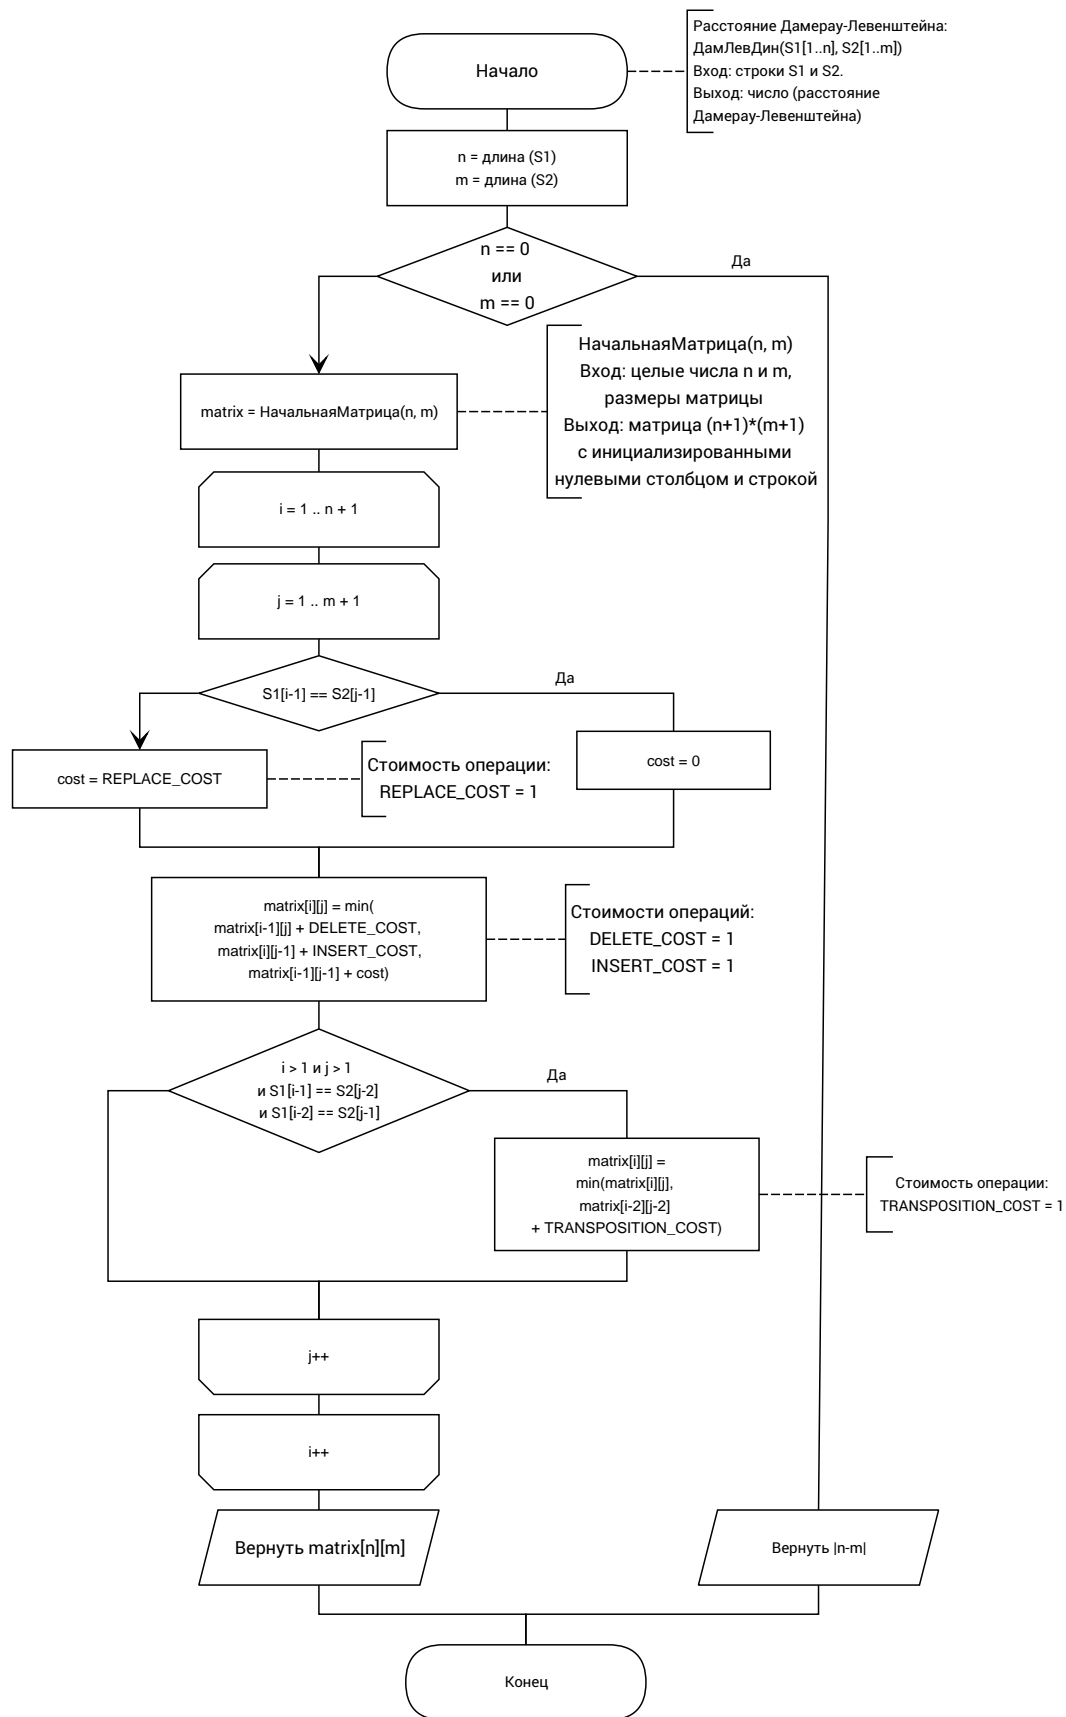 Начало
Расстояние Дамерау-Левенштейна:
ДамЛевДин(S1[1..n], S2[1..m])
Вход: строки S1 и S2.
Выход: число (расстояние
Дамерау-Левенштейна)
n = длина (S1)
m = длина (S2)
n == 0
или
m == 0
Да
matrix = НачальнаяМатрица(n, m)
НачальнаяМатрица(n, m)
Вход: целые числа n и m,
размеры матрицы
Выход: матрица (n+1)*(m+1)
с инициализированными
нулевыми столбцом и строкой
i = 1 .. n + 1
j = 1 .. m + 1
S1[i-1] == S2[j-1]
Да
cost = REPLACE_COST
Стоимость операции:
REPLACE_COST = 1
cost = 0
matrix[i][j] = min(
matrix[i-1][j] + DELETE_COST,
matrix[i][j-1] + INSERT_COST,
matrix[i-1][j-1] + cost)
Стоимости операций:
DELETE_COST = 1
INSERT_COST = 1
i > 1 и j > 1
и S1[i-1] == S2[j-2]
и S1[i-2] == S2[j-1]
Да
matrix[i][j] =
min(matrix[i][j],
matrix[i-2][j-2]
+ TRANSPOSITION_COST)
Стоимость операции:
TRANSPOSITION_COST = 1
j++
i++
Вернуть matrix[n][m]
Вернуть |n-m|
Конец